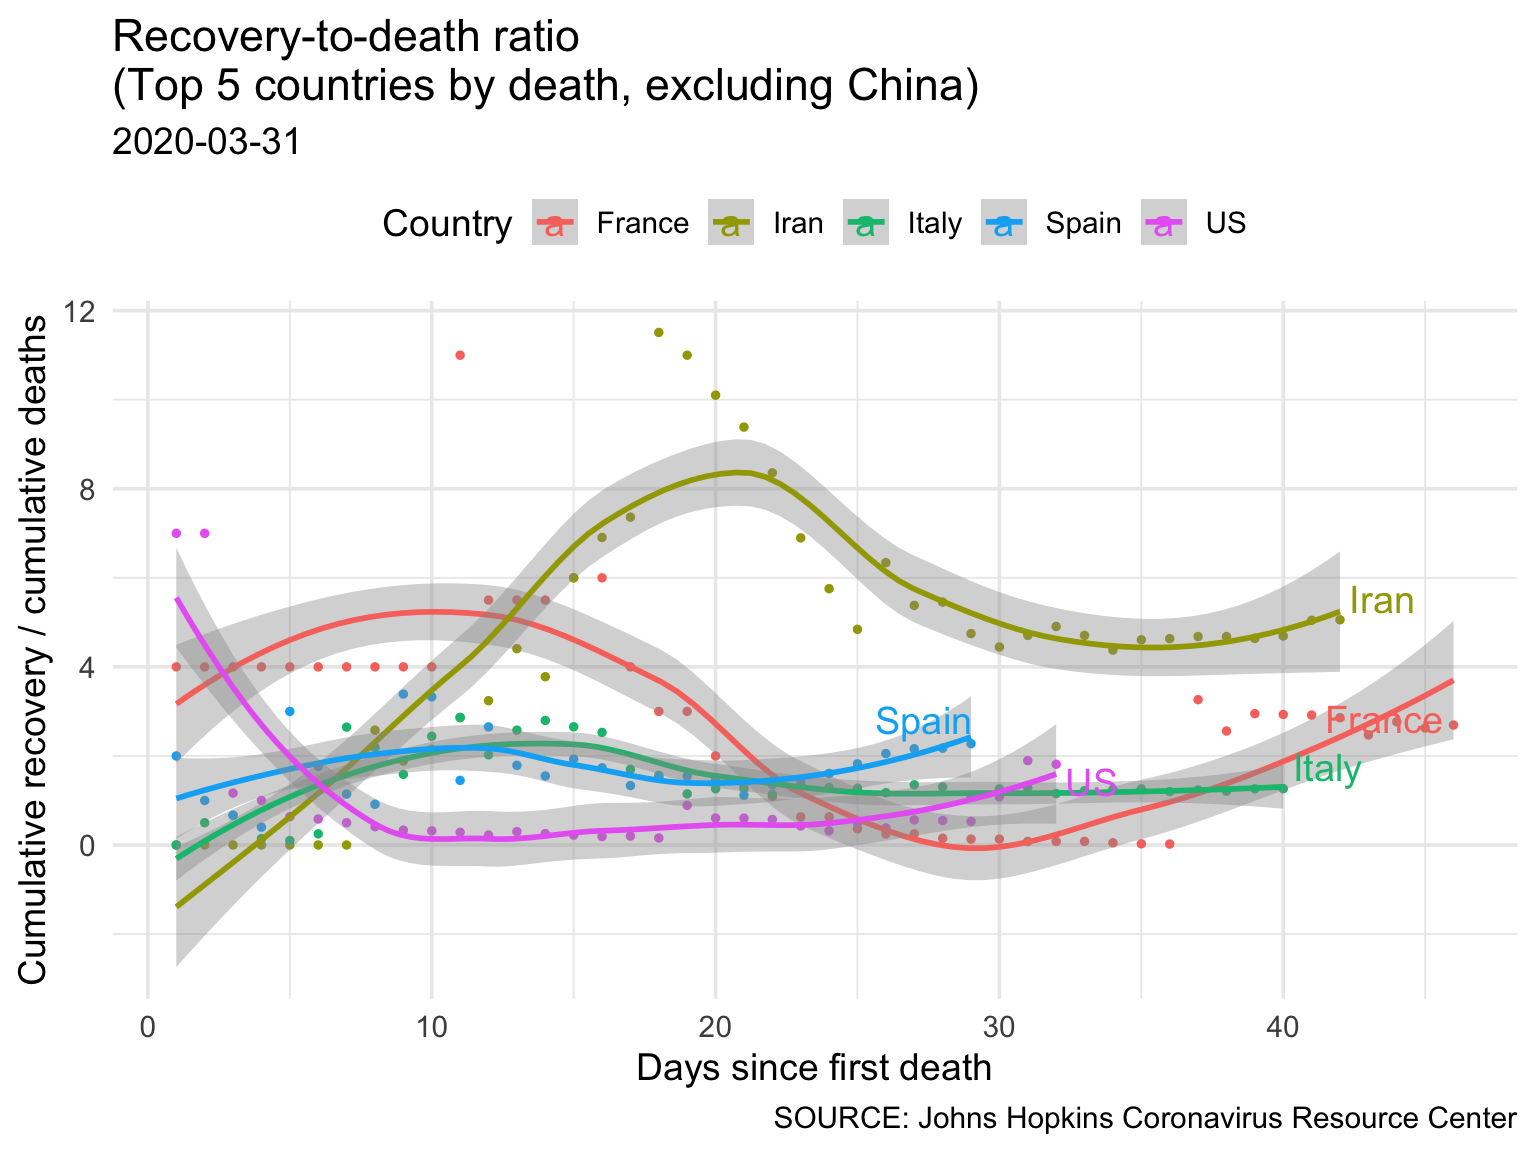 Recovery-to-death ratio
(Top 5 countries by death, excluding China)
2020-03-31
Country a France a Iran a Italy a Spain a US
Cumulative recovery / cumulative deaths
12
8
4
0
Iran
France
Spain
Italy
US
0 10 20 30 40
Days since first death
SOURCE: Johns Hopkins Coronavirus Resource Center